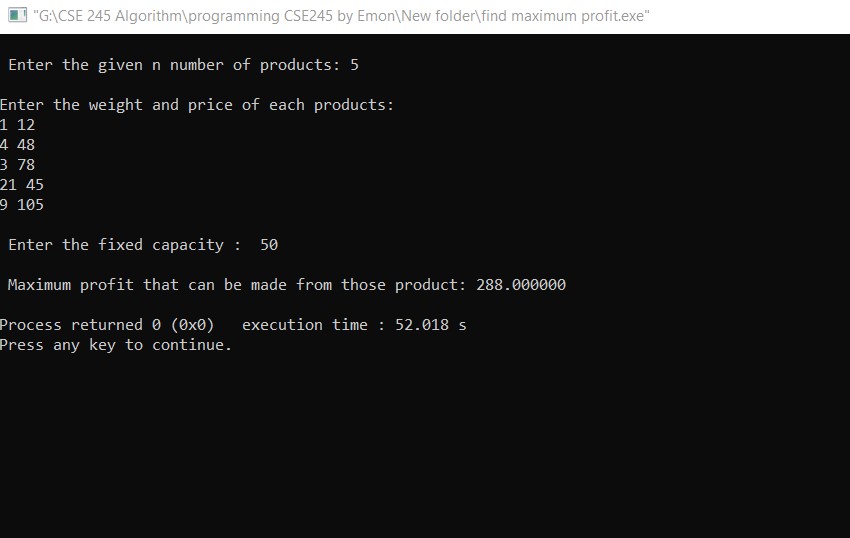 "G:\CSE 245 Algorithm\programming CSE245 by Emon\New folder\find maximum profit.exe"
Enter the given n number of products: 5
Enter the weight and price of each products:
1 12
4 48
3 78
21 45
9 105
Enter the fixed capacity :  50
Maximum profit that can be made from those product: 288.000000
Process returned 0 (0x0)   execution time : 52.018 s
Press any key to continue.